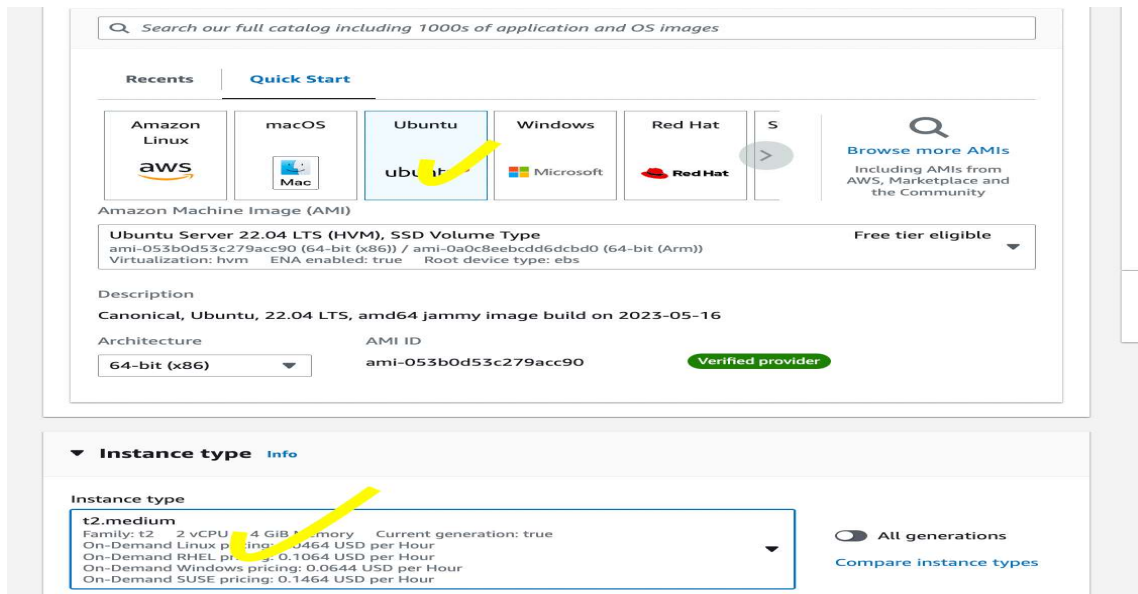 Search our full catalog including 1000s of application and OS images
Recents
Quick Start
Amazon Linux
aws
macOS
Mac
Ubuntu
Windows
Microsoft
Red Hat
Red Hat
S
Browse more AMIs
Including AMIs from
AWS, Marketplace and
the Community
Amazon Machine Image (AMI)
Ubuntu Server 22.04 LTS (HVM), SSD Volume Type
Free tier eligible
ami-053b0d53c279acc90 (64-bit (x86)) / ami-0a0c8eebcdd6dcbd0 (64-bit (Arm))
Virtualization: hvm ENA enabled: true Root device type: ebs
Description
Canonical, Ubuntu, 22.04 LTS, amd64 jammy image build on 2023-05-16
Architecture
AMI ID
64-bit (x86)
ami-053b0d53c279acc90
Verified provider
Instance type Info
Instance type
t2.medium
Family: t2 2 vCPU 4 GiB Memory Current generation: true
On-Demand Linux pricing: 0.0464 USD per Hour
On-Demand RHEL pricing: 0.1064 USD per Hour
On-Demand Windows pricing: 0.0644 USD per Hour
On-Demand SUSE pricing: 0.1464 USD per Hour
All generations
Compare instance types